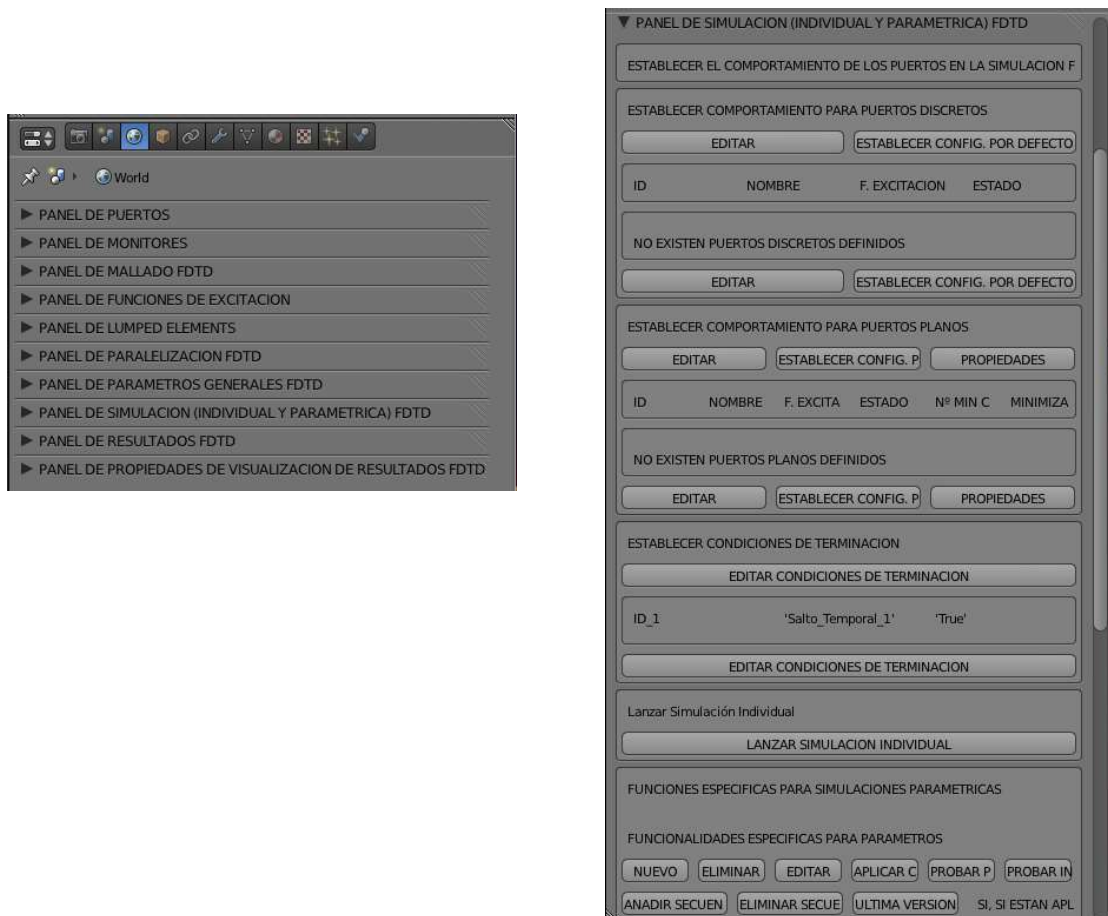 World
PANEL DE PUERTOS
PANEL DE MONITORES
PANEL DE MALLADO FDTD
PANEL DE FUNCIONES DE EXCITACION
PANEL DE LUMPED ELEMENTS
PANEL DE PARALELIZACION FDTD
PANEL DE PARAMETROS GENERALES FDTD
PANEL DE SIMULACION (INDIVIDUAL Y PARAMETRICA) FDTD
PANEL DE RESULTADOS FDTD
PANEL DE PROPIEDADES DE VISUALIZACION DE RESULTADOS FDTD
PANEL DE SIMULACION (INDIVIDUAL Y PARAMETRICA) FDTD
ESTABLECER EL COMPORTAMIENTO DE LOS PUERTOS EN LA SIMULACION F
ESTABLECER COMPORTAMIENTO PARA PUERTOS DISCRETOS
EDITAR ESTABLECER CONFIG. POR DEFECTO
ID NOMBRE F. EXCITACION ESTADO
NO EXISTEN PUERTOS DISCRETOS DEFINIDOS
EDITAR ESTABLECER CONFIG. POR DEFECTO
ESTABLECER COMPORTAMIENTO PARA PUERTOS PLANOS
EDITAR ESTABLECER CONFIG. P PROPIEDADES
ID NOMBRE F. EXCITA ESTADO Nº MIN C MINIMIZA
NO EXISTEN PUERTOS PLANOS DEFINIDOS
EDITAR ESTABLECER CONFIG. P PROPIEDADES
ESTABLECER CONDICIONES DE TERMINACION
EDITAR CONDICIONES DE TERMINACION
ID_1 'Salto_Temporal_1' 'True'
EDITAR CONDICIONES DE TERMINACION
Lanzar Simulación Individual
LANZAR SIMULACION INDIVIDUAL
FUNCIONES ESPECIFICAS PARA SIMULACIONES PARAMETRICAS
FUNCIONALIDADES ESPECIFICAS PARA PARAMETROS
NUEVO ELIMINAR EDITAR APLICAR C PROBAR P PROBAR IN
ANADIR SECUEN ELIMINAR SECUE ULTIMA VERSION SI, SI ESTAN APL